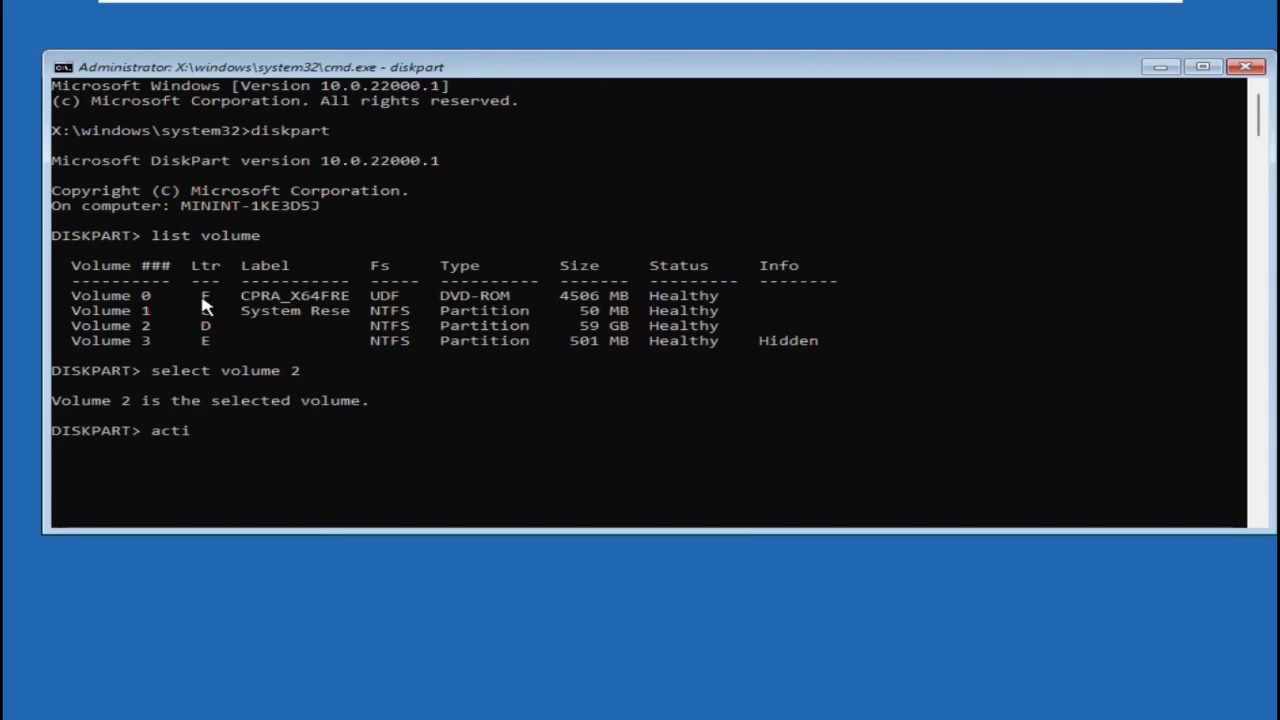 Administrator: X:\windows\system32\cmd.exe - diskpart
Microsoft Windows [Version 10.0.22000.1]
(c) Microsoft Corporation. All rights reserved.
X:\windows\system32>diskpart
Microsoft DiskPart version 10.0.22000.1
Copyright (C) Microsoft Corporation.
On computer: MININT-1KE3D5J
DISKPART> list volume
Volume ### Ltr Label Fs Type Size Status Info
---------- --- ----------- ----- ---------- ------- --------- --------
Volume 0 F CPRA_X64FRE UDF DVD-ROM 4506 MB Healthy
Volume 1 System Rese NTFS Partition 50 MB Healthy
Volume 2 D NTFS Partition 59 GB Healthy
Volume 3 E NTFS Partition 501 MB Healthy Hidden
DISKPART> select volume 2
Volume 2 is the selected volume.
DISKPART> acti